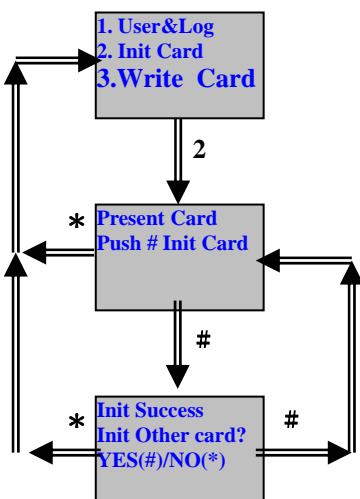 1. User&Log
2. Init Card
3.Write Card
2
*
Present Card
Push # Init Card
#
*
Init Success
Init Other card?
YES(#)/NO(*)
#